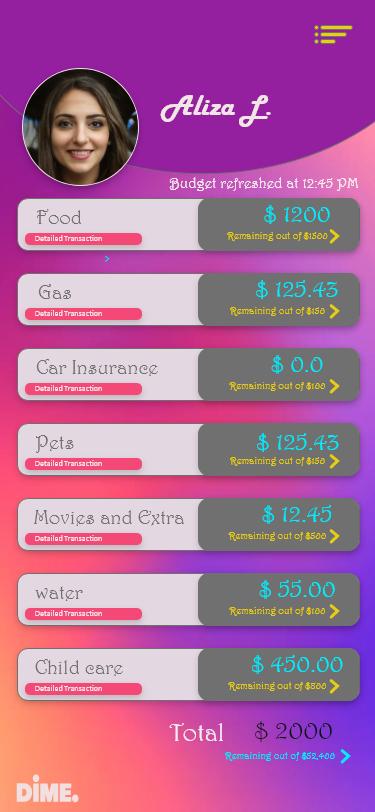 Aliza L.
Budget refreshed at 12:45 PM
Food
$ 1200
Detailed Transaction
Remaining out of $1500
Gas
$ 125.43
Detailed Transaction
Remaining out of $150
Car Insurance
$ 0.0
Detailed Transaction
Remaining out of $100
Pets
$ 125.43
Detailed Transaction
Remaining out of $150
Movies and Extra
$ 12.45
Detailed Transaction
Remaining out of $500
water
$ 55.00
Detailed Transaction
Remaining out of $100
Child care
$ 450.00
Detailed Transaction
Remaining out of $800
Total $ 2000
Remaining out of $52,400
DiME.